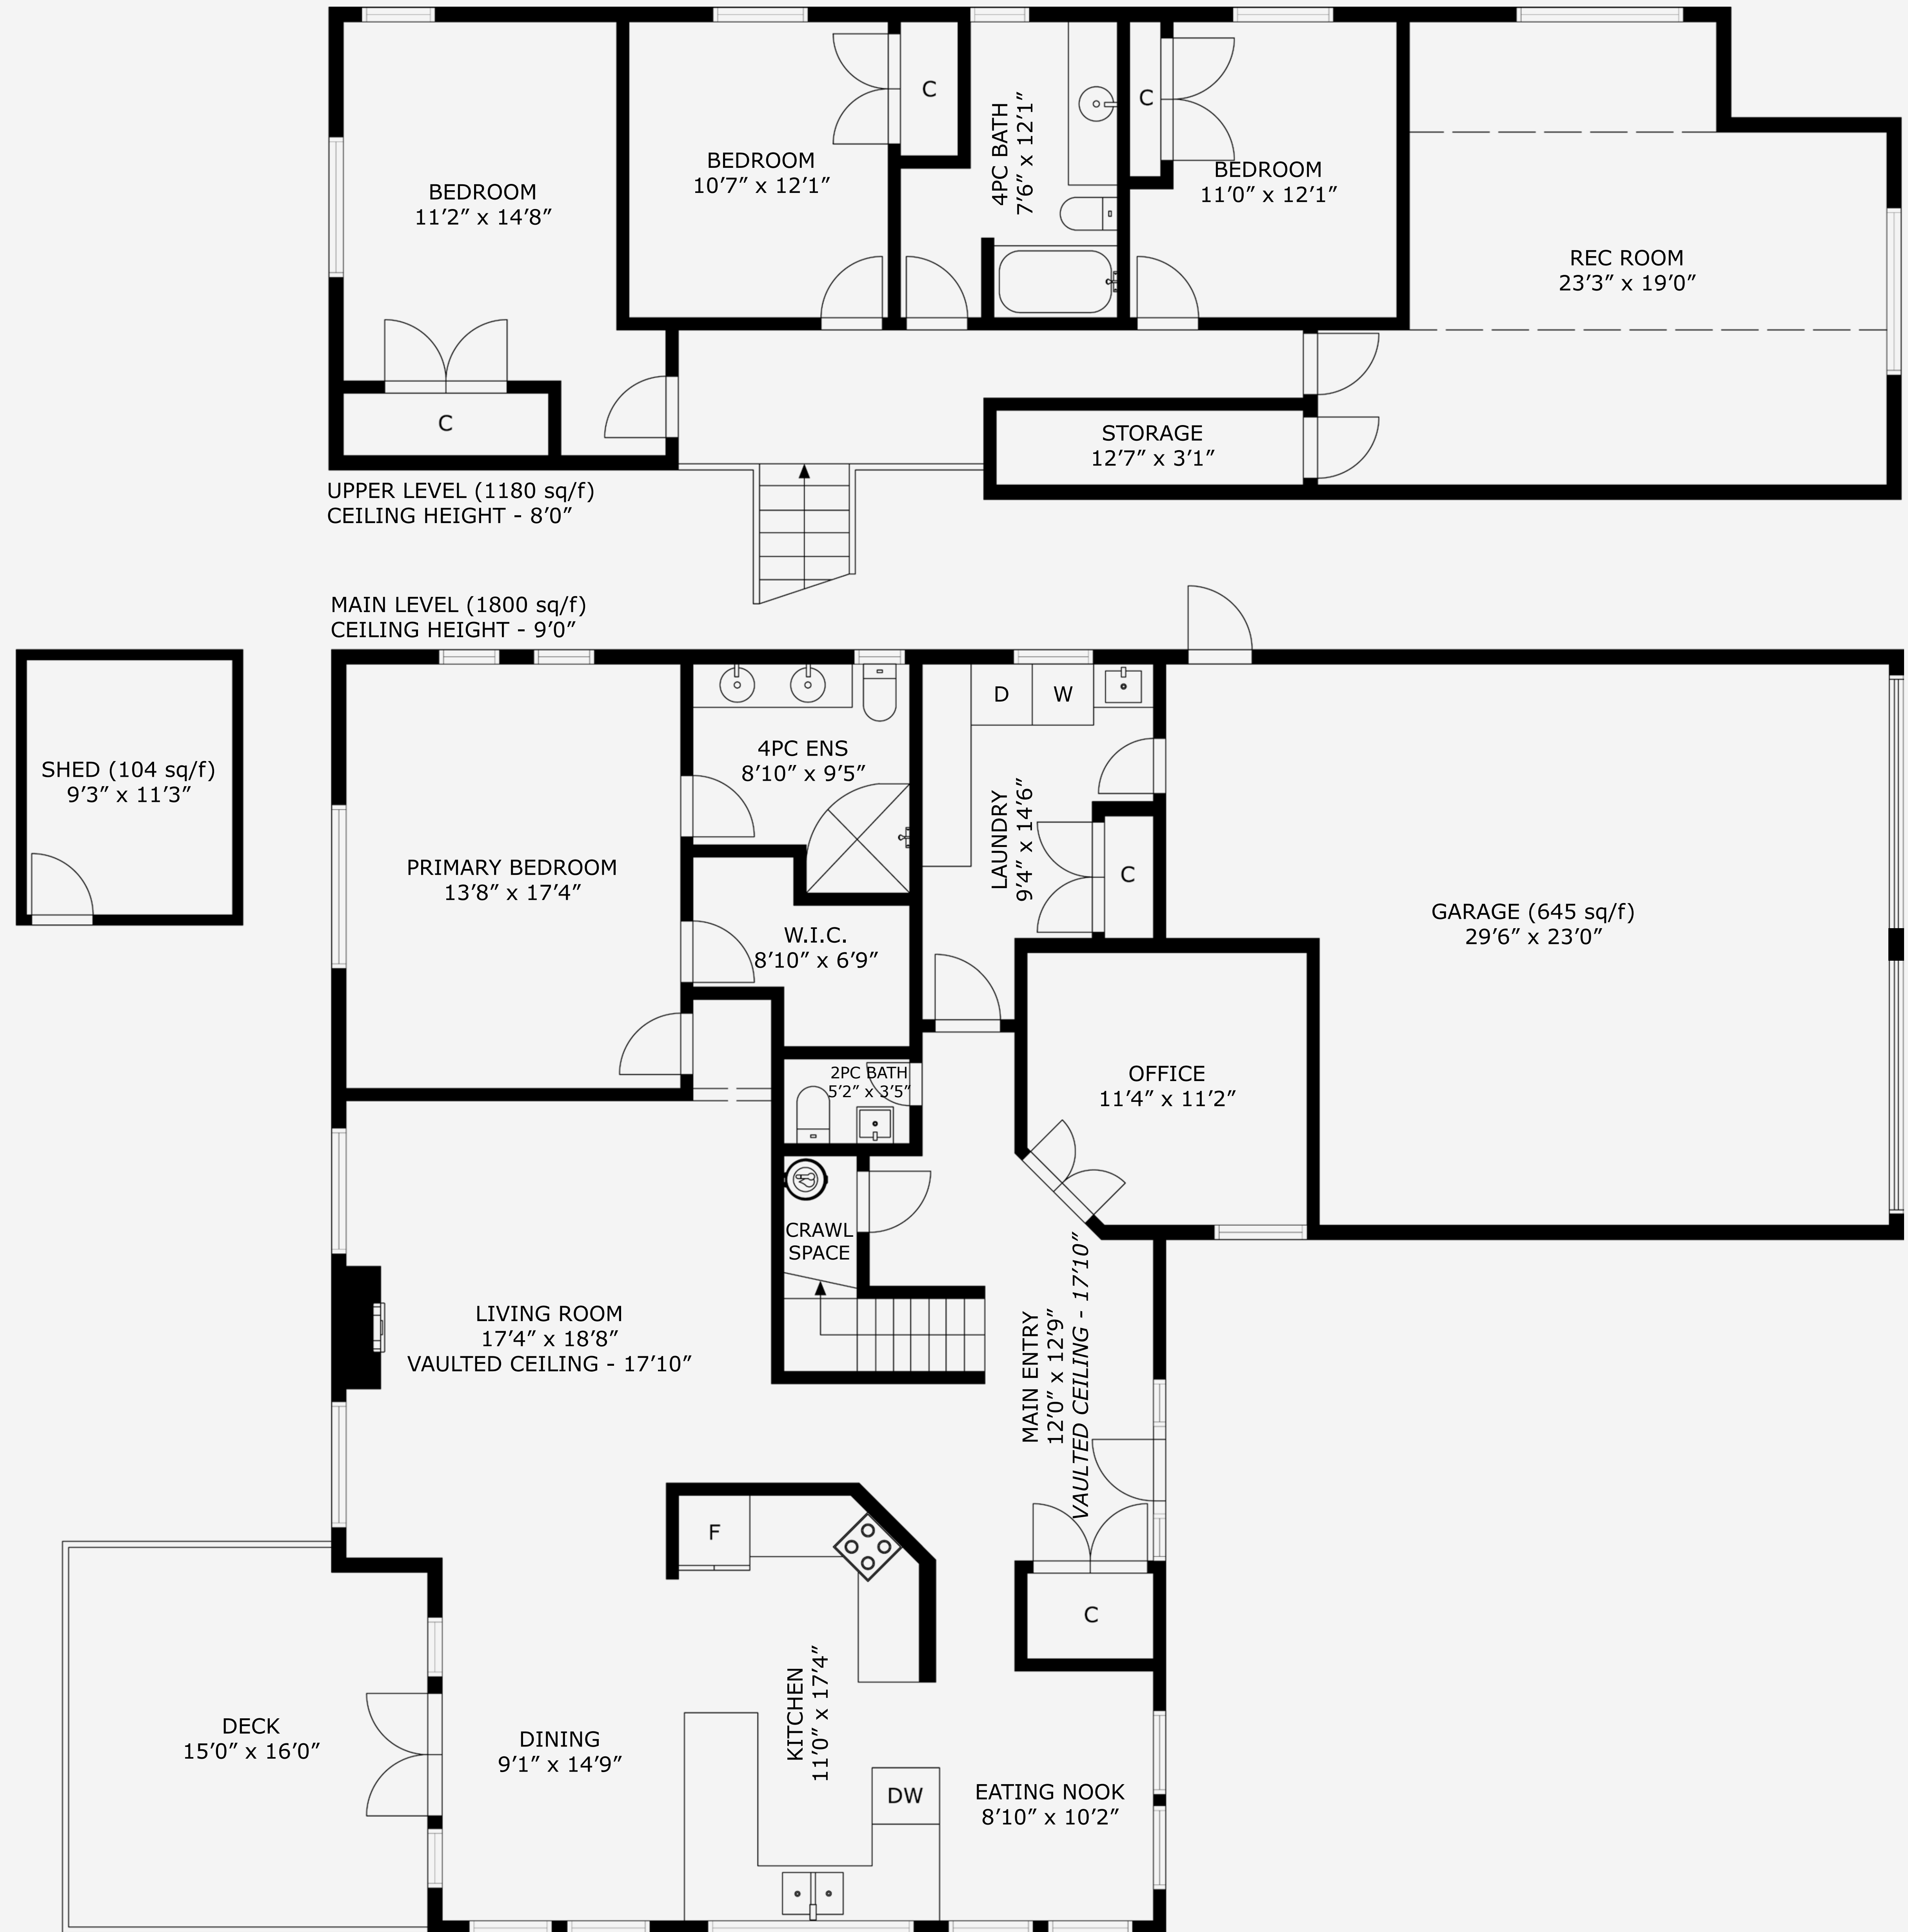 C
C
BEDROOM
11’2” x 14’8”
BEDROOM
10’7” x 12’1”
4PC BATH
7’6” x 12’1”
BEDROOM
11’0” x 12’1”
REC ROOM
23’3” x 19’0”
C
STORAGE
12’7” x 3’1”
UPPER LEVEL (1180 sq/f)
CEILING HEIGHT - 8’0”
MAIN LEVEL (1800 sq/f)
CEILING HEIGHT - 9’0”
SHED (104 sq/f)
9’3” x 11’3”
D
W
4PC ENS
8’10” x 9’5”
LAUNDRY
9’4” x 14’6”
PRIMARY BEDROOM
13’8” x 17’4”
C
W.I.C.
8’10” x 6’9”
GARAGE (645 sq/f)
29’6” x 23’0”
2PC BATH
5’2” x 3’5”
OFFICE
11’4” x 11’2”
CRAWL
SPACE
LIVING ROOM
17’4” x 18’8”
VAULTED CEILING - 17’10”
MAIN ENTRY
12’0” x 12’9”
VAULTED CEILING - 17’10”
F
C
DECK
15’0” x 16’0”
DINING
9’1” x 14’9”
KITCHEN
11’0” x 17’4”
DW
EATING NOOK
8’10” x 10’2”